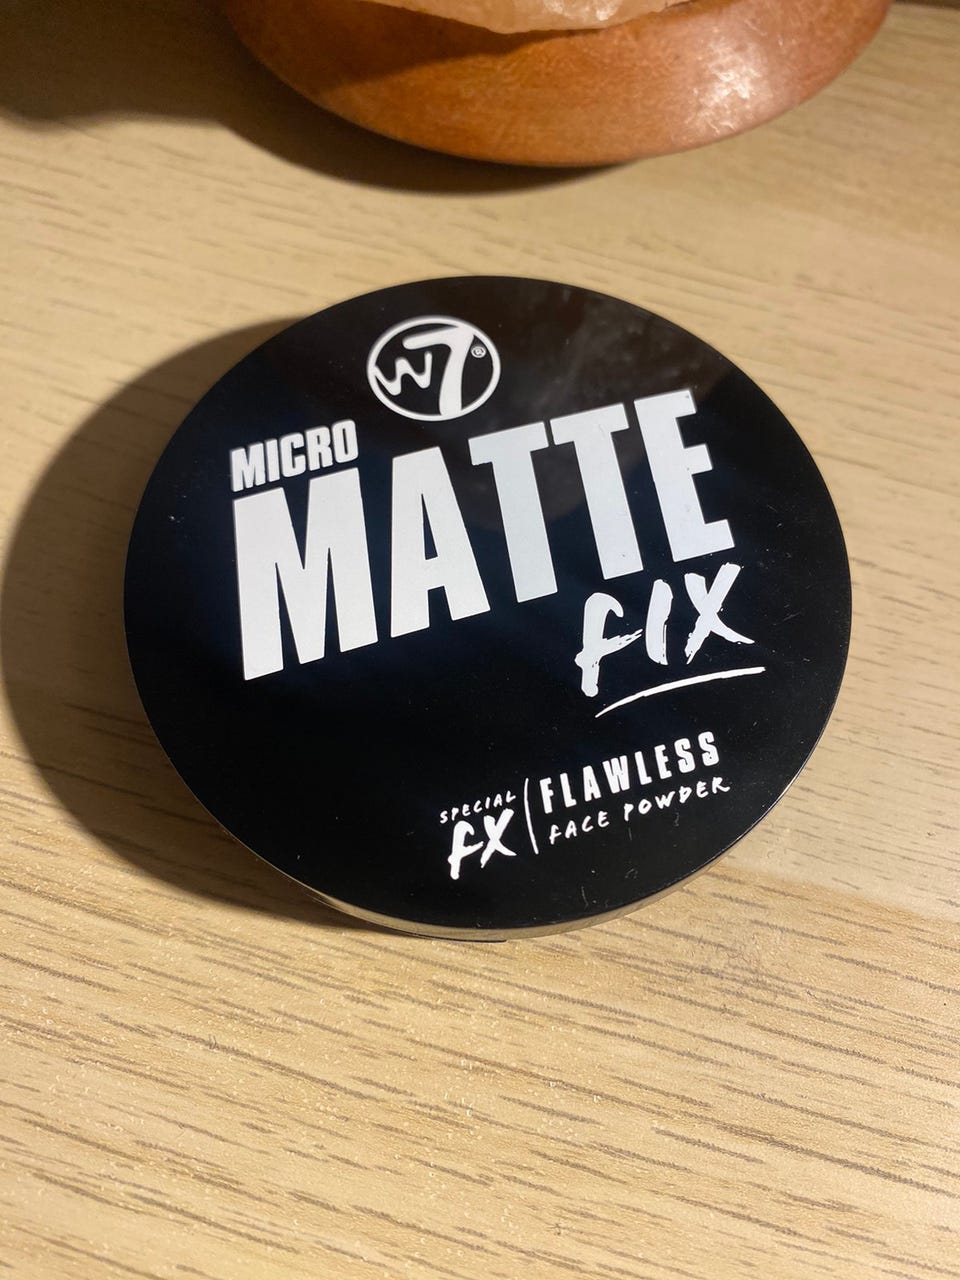 W7®
MICRO
MATTE
FIX
SPECIAL
FX
FLAWLESS
FACE POWDER